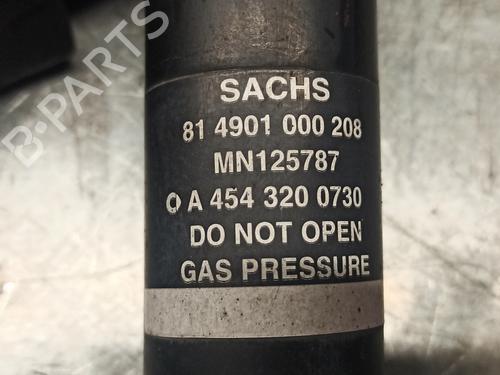 B-PARTS
SACHS
81 4901 000 208
MN125787
A 454 320 0730
DO NOT OPEN
GAS PRESSURE